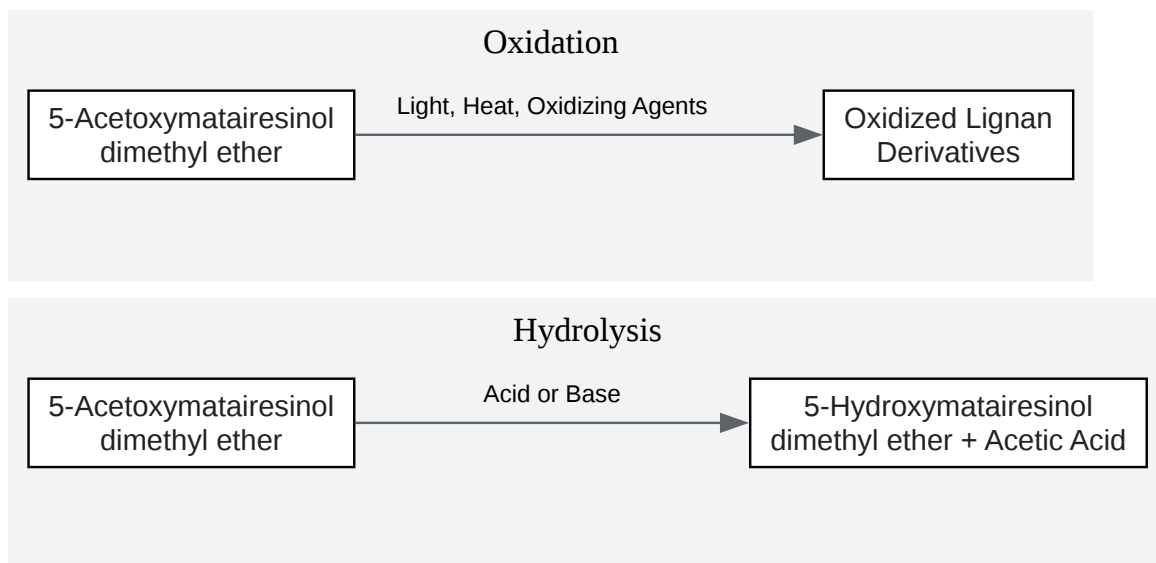 Oxidation
5-Acetoxymatairesinol
dimethyl ether
Light, Heat, Oxidizing Agents
Oxidized Lignan
Derivatives
Hydrolysis
5-Acetoxymatairesinol
dimethyl ether
Acid or Base
5-Hydroxymatairesinol
dimethyl ether + Acetic Acid